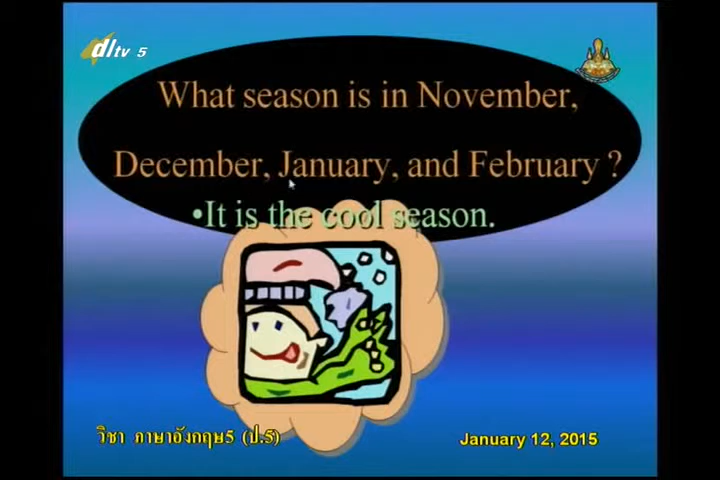 dltv 5
What season is in November,
December, January, and February ?
•It is the cool season.
วิชา ภาษาอังกฤษ5 (ป.5)
January 12, 2015